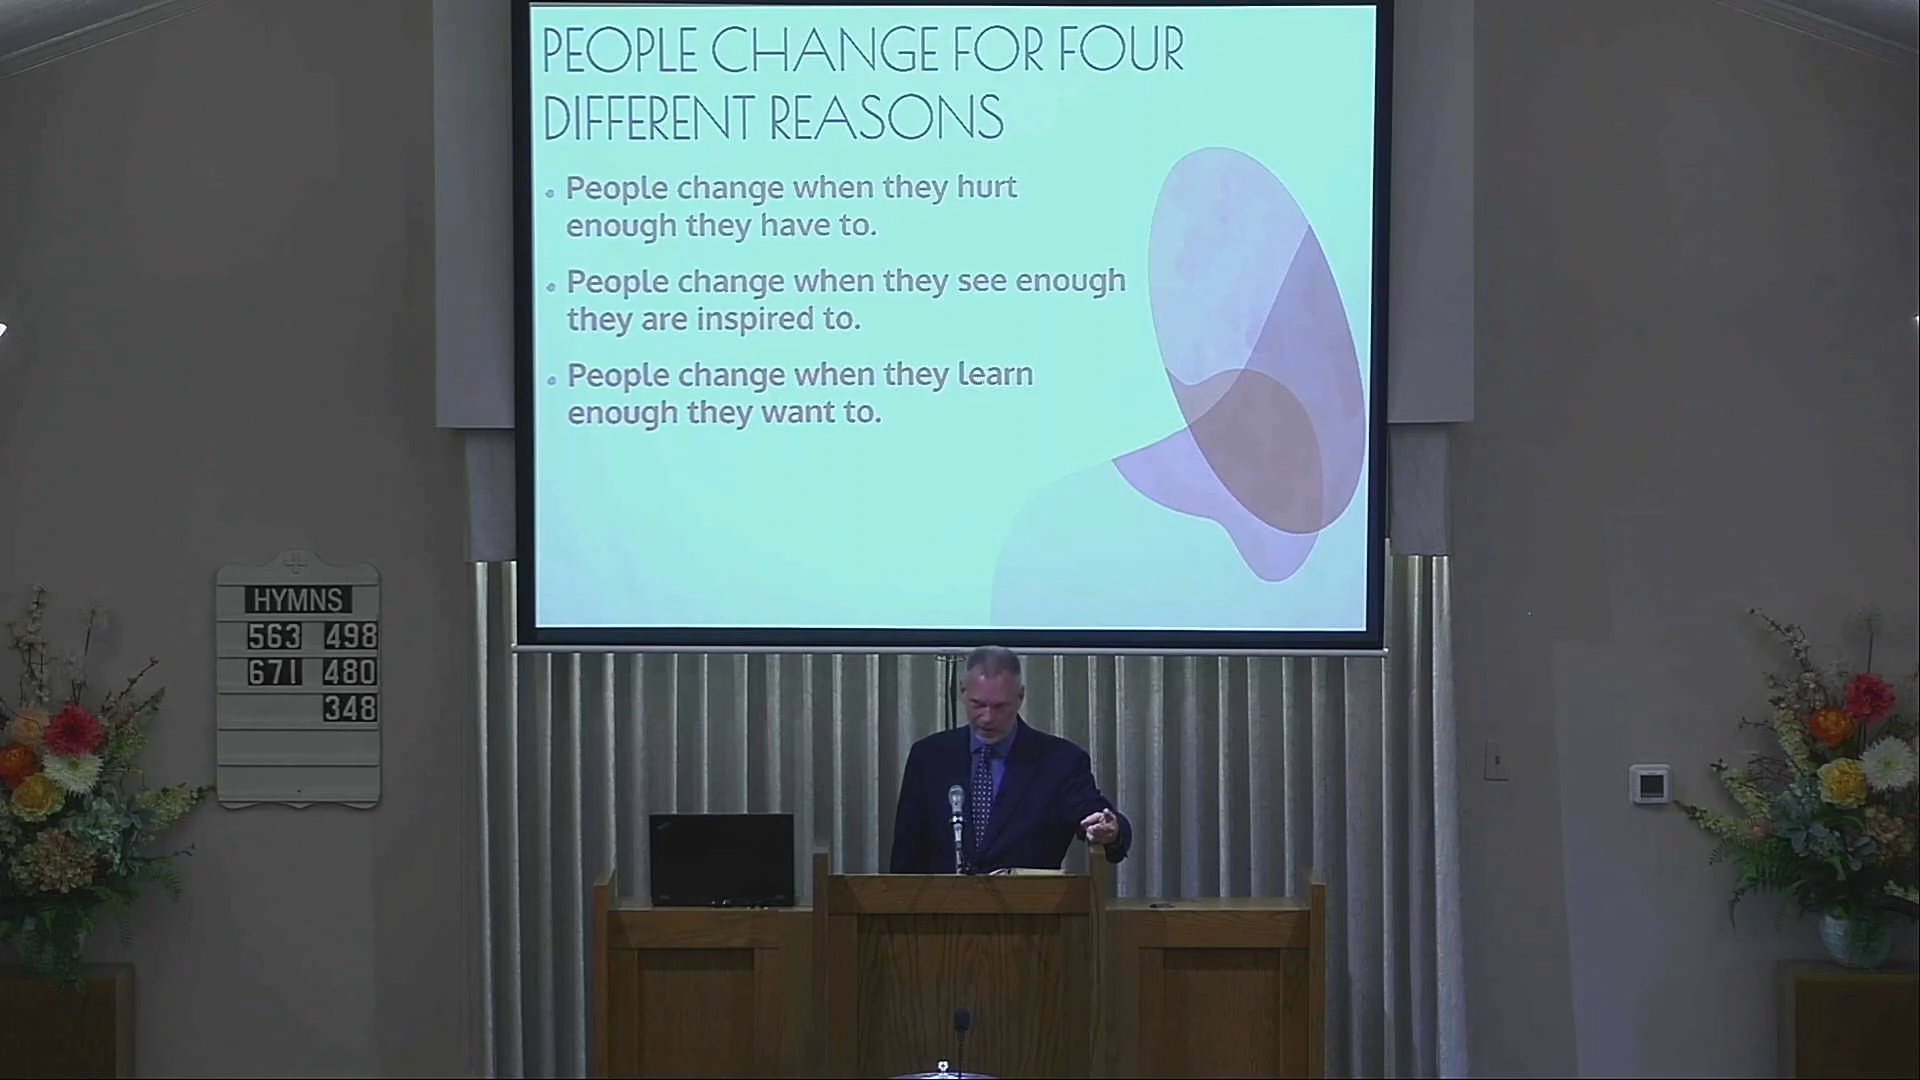 PEOPLE CHANGE FOR FOUR
DIFFERENT REASONS
• People change when they hurt
enough they have to.
• People change when they see enough
they are inspired to.
• People change when they learn
enough they want to.
HYMNS
563 498
671 480
348